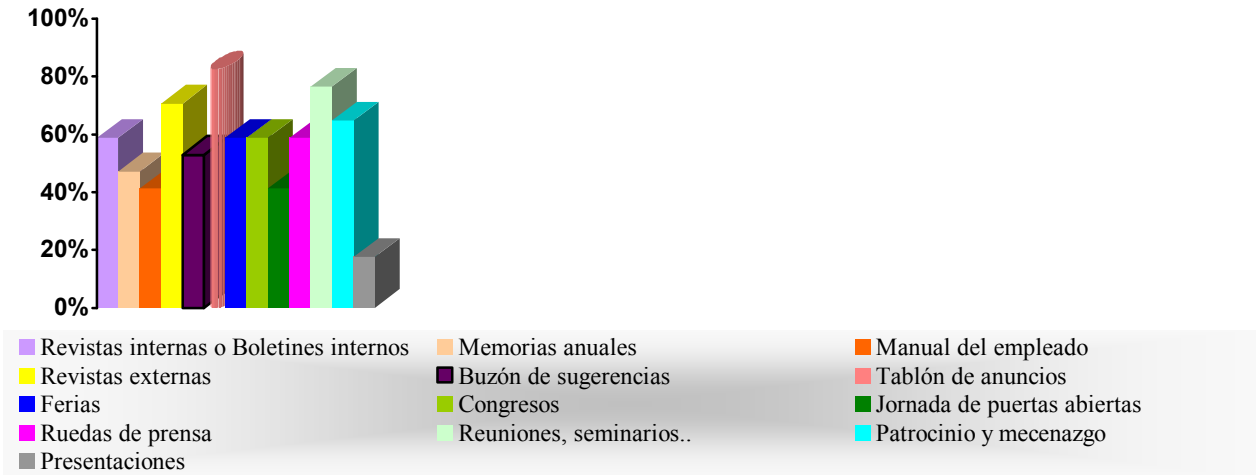 100%
80%
60%
40%
20%
0%
Revistas internas o Boletines internos Memorias anuales Manual del empleado
Revistas externas Buzón de sugerencias Tablón de anuncios
Ferias Congresos Jornada de puertas abiertas
Ruedas de prensa Reuniones, seminarios.. Patrocinio y mecenazgo
Presentaciones